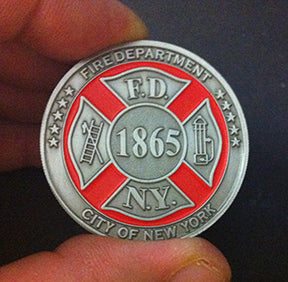 FIRE DEPARTMENT
F.D.
1865
N.Y.
CITY OF NEW YORK